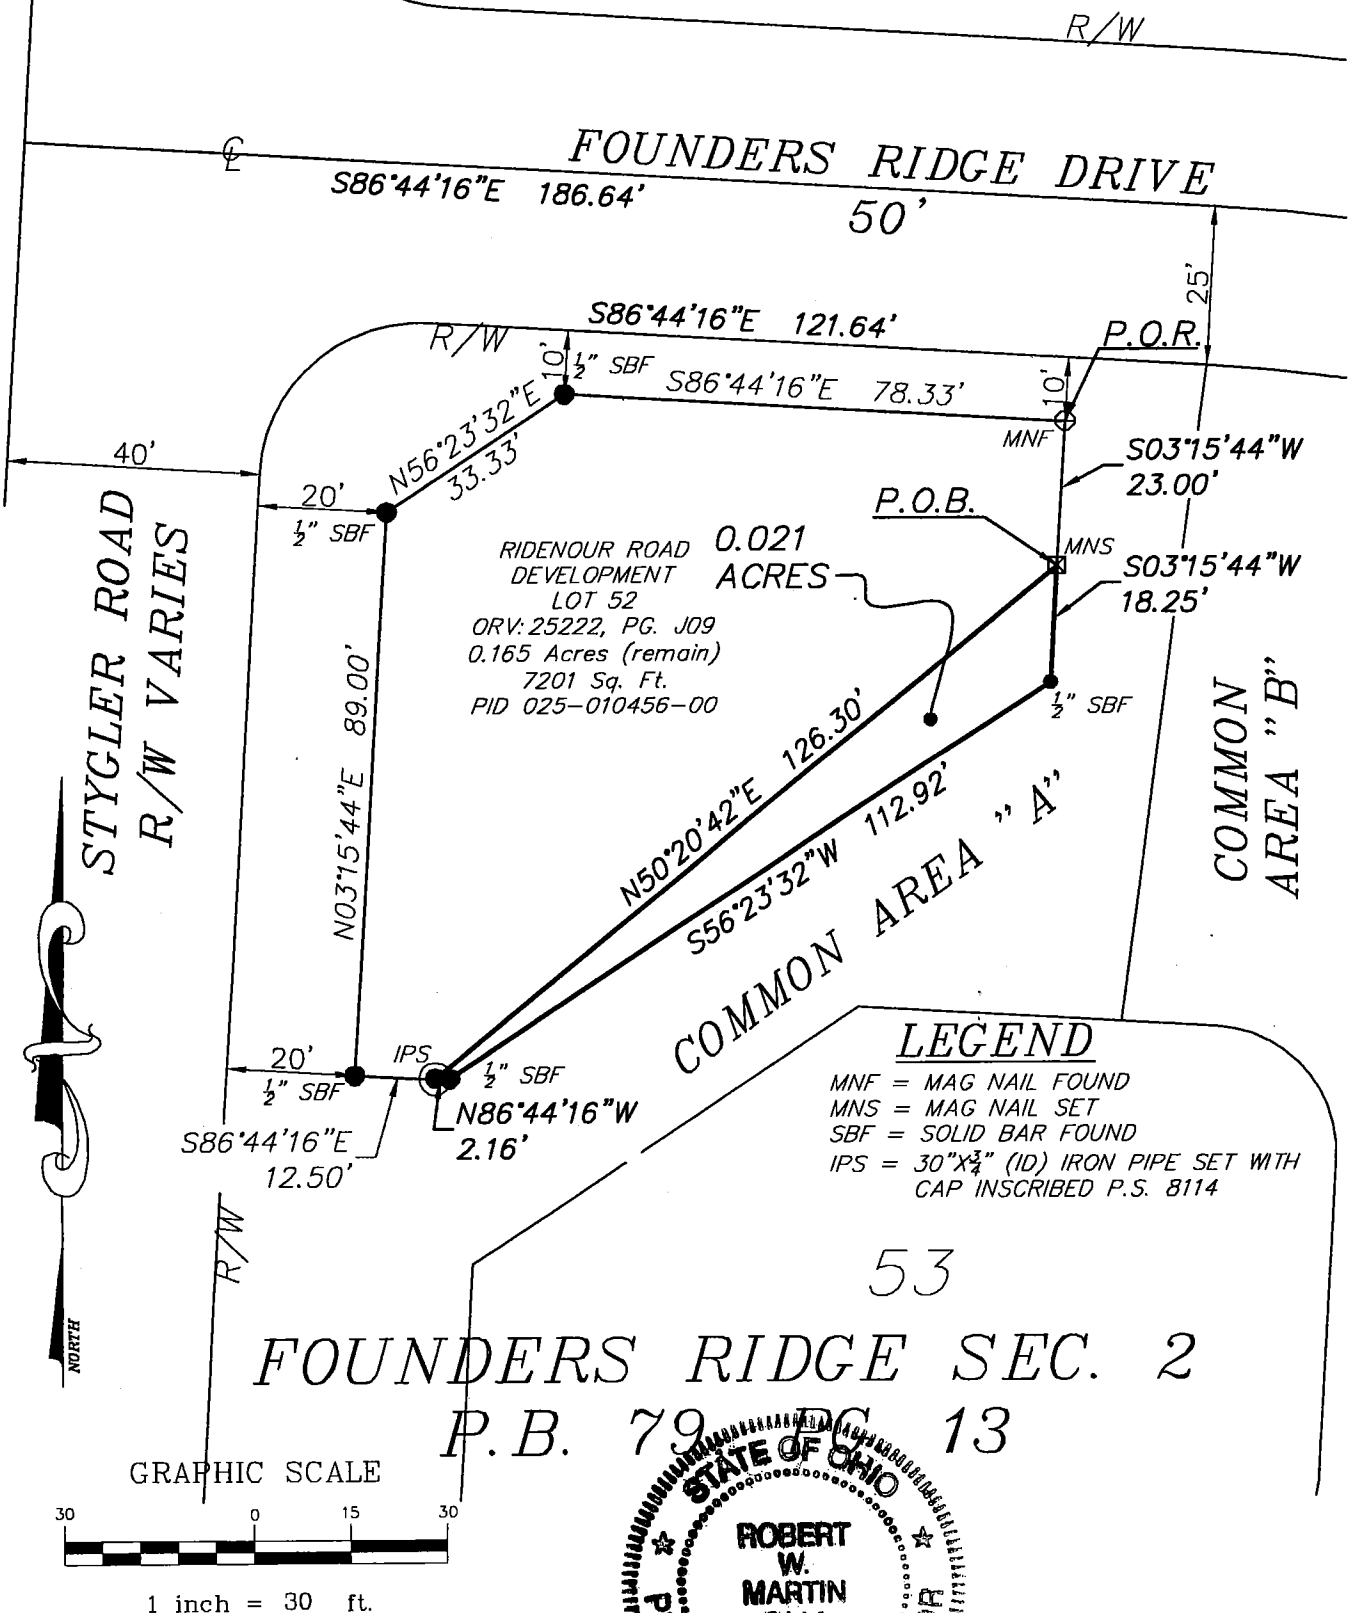 R/W
FOUNDERS RIDGE DRIVE
S86°44'16"E 186.64'
50'
25'
S86°44'16"E 121.64'
R/W
10'
1/2" SBF
P.O.R.
S86°44'16"E 78.33'
10'
N56°23'32"E
33.33'
MNF
S03°15'44"W
23.00'
40'
20'
1/2" SBF
P.O.B.
MNS
STYGLER ROAD
R/W VARIES
RIDENOUR ROAD
DEVELOPMENT
LOT 52
ORV: 25222, PG. J09
0.165 Acres (remain)
7201 Sq. Ft.
PID 025-010456-00
0.021
ACRES
S03°15'44"W
18.25'
1/2" SBF
N03°15'44"E 89.00'
N50°20'42"E 126.30'
S56°23'32"W 112.92'
COMMON AREA "A"
COMMON
AREA "B"
20'
1/2" SBF
IPS
1/2" SBF
N86°44'16"W
2.16'
S86°44'16"E
12.50'
R/W
NORTH
LEGEND
MNF = MAG NAIL FOUND
MNS = MAG NAIL SET
SBF = SOLID BAR FOUND
IPS = 30"X3/4" (ID) IRON PIPE SET WITH
CAP INSCRIBED P.S. 8114
53
FOUNDERS RIDGE SEC. 2
P.B. 79, PG 13
GRAPHIC SCALE
30 0 15 30
1 inch = 30 ft.
STATE OF OHIO
ROBERT
W.
MARTIN